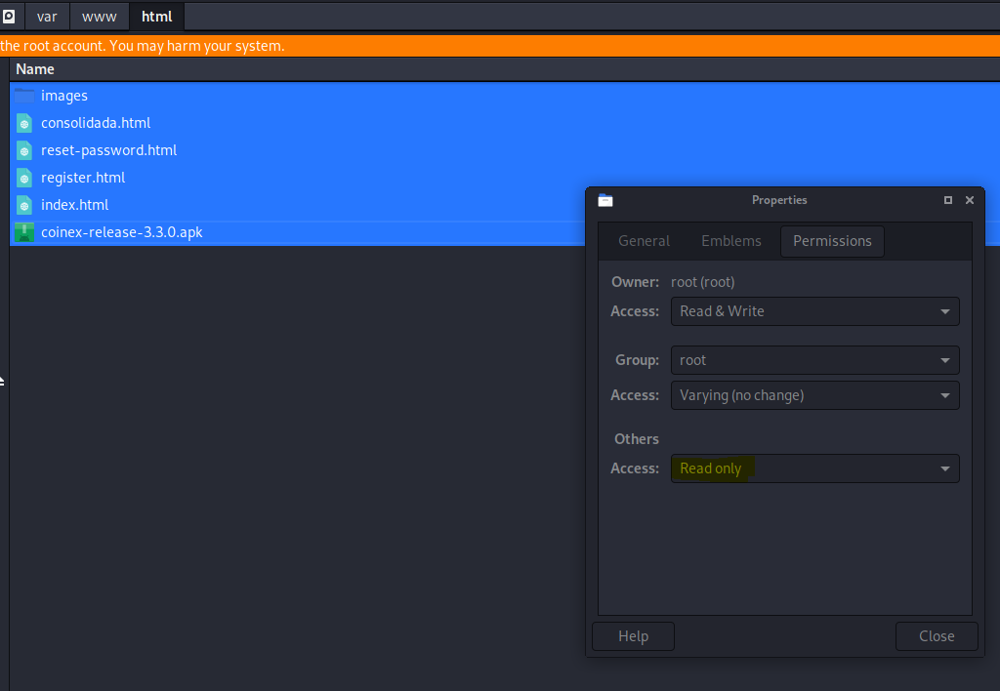 var www html
the root account. You may harm your system.
Name
images
consolidada.html
reset-password.html
register.html
index.html
coinex-release-3.3.0.apk
Properties
General Emblems Permissions
Owner: root (root)
Access: Read & Write
Group: root
Access: Varying (no change)
Others
Access: Read only
Help Close